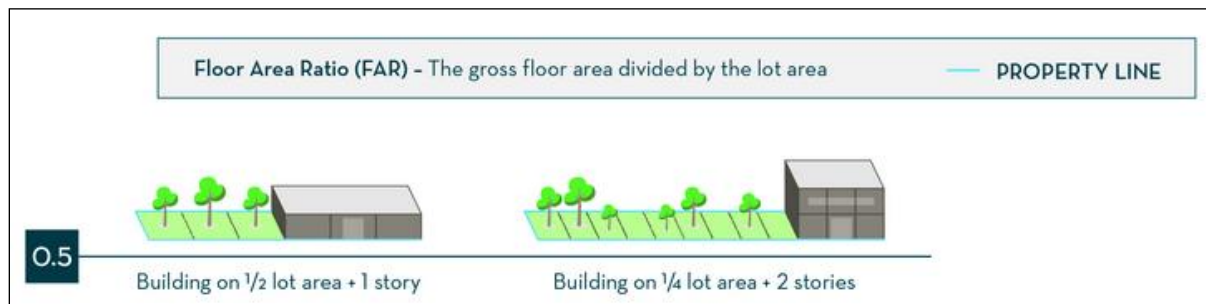 Floor Area Ratio (FAR) – The gross floor area divided by the lot area
PROPERTY LINE
0.5
Building on ½ lot area + 1 story
Building on ¼ lot area + 2 stories